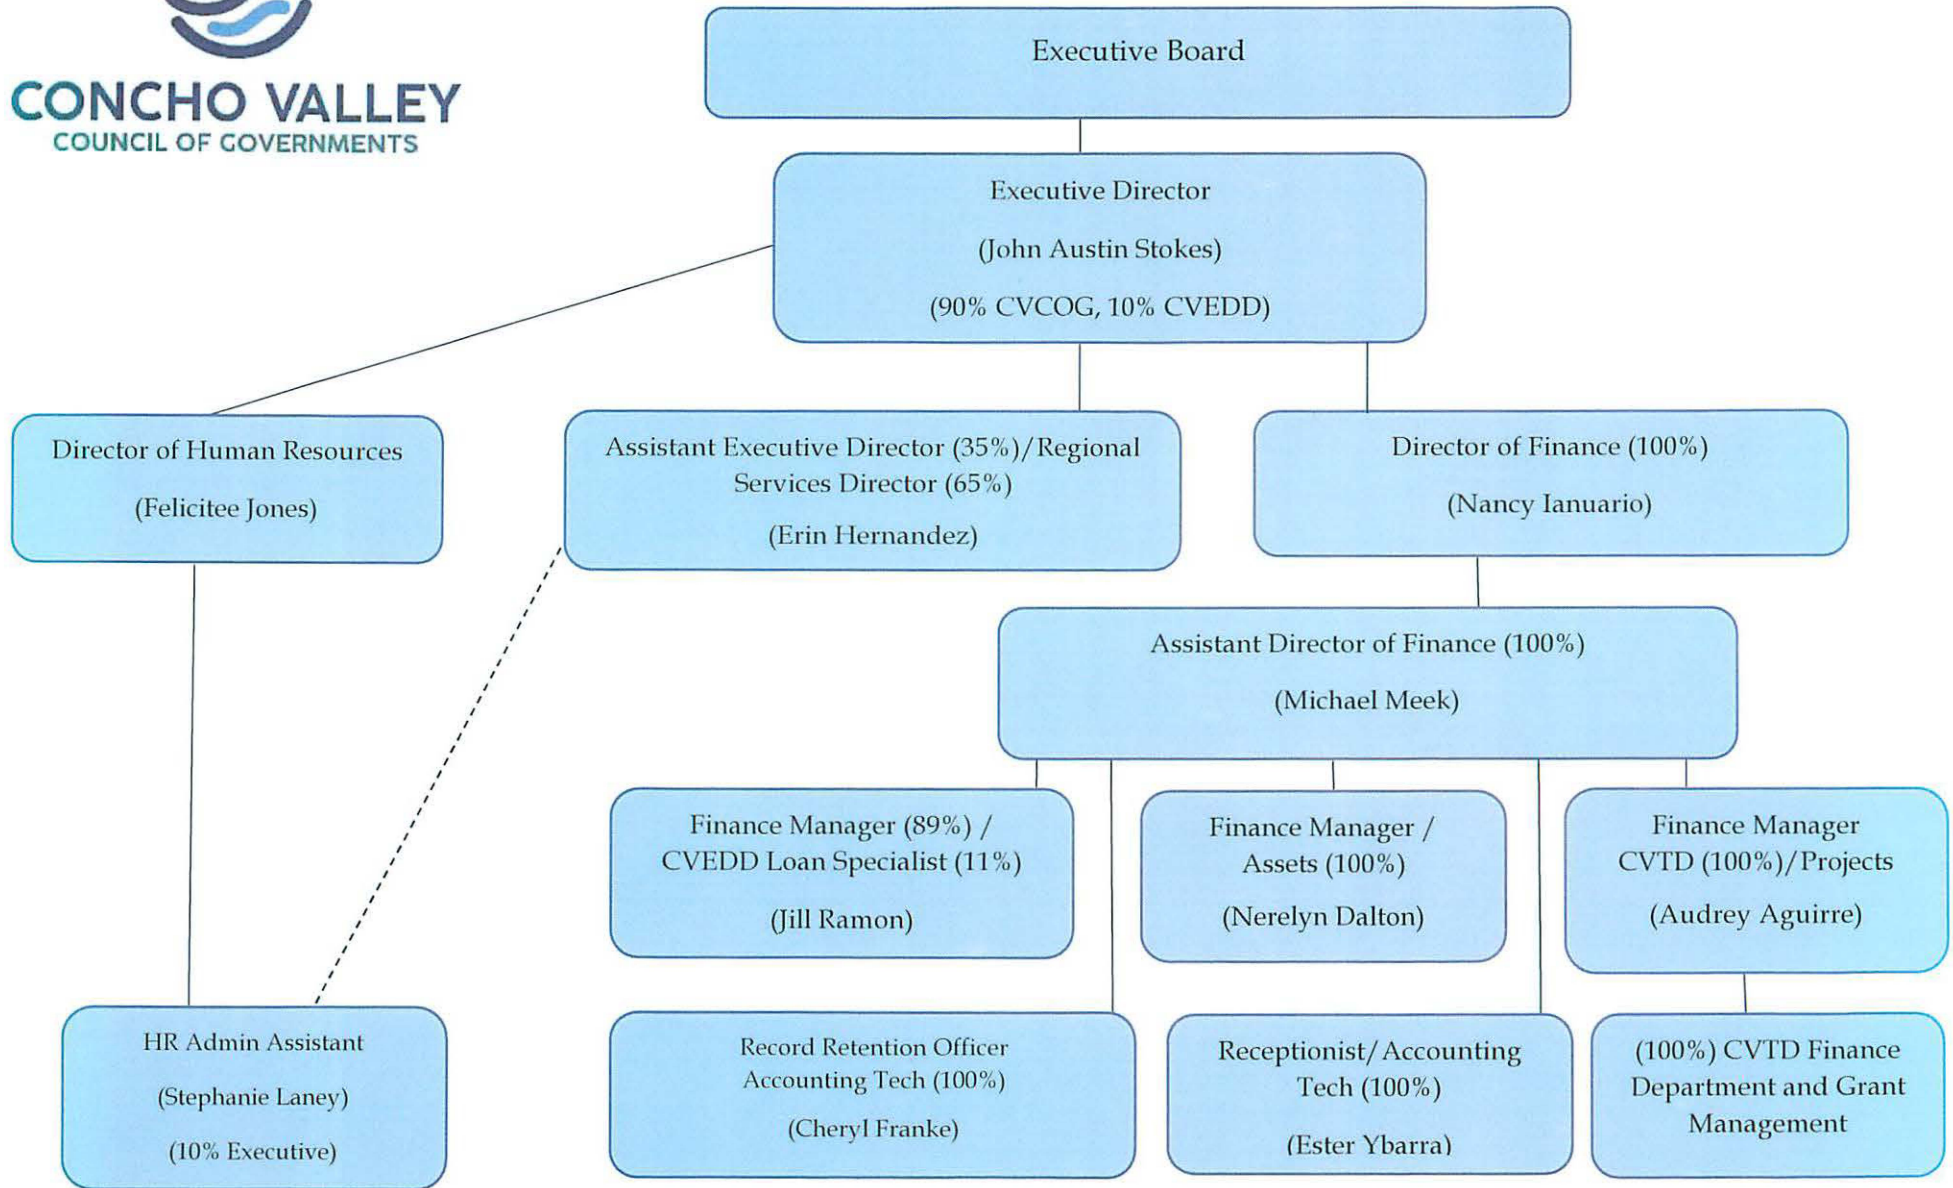 CONCHO VALLEY
COUNCIL OF GOVERNMENTS
Executive Board
Executive Director
(John Austin Stokes)
(90% CVCOG, 10% CVEDD)
Director of Human Resources
(Felicitee Jones)
Assistant Executive Director (35%)/Regional
Services Director (65%)
(Erin Hernandez)
Director of Finance (100%)
(Nancy Ianuario)
Assistant Director of Finance (100%)
(Michael Meek)
Finance Manager (89%) /
CVEDD Loan Specialist (11%)
(Jill Ramon)
Finance Manager /
Assets (100%)
(Nerelyn Dalton)
Finance Manager
CVTD (100%)/Projects
(Audrey Aguirre)
HR Admin Assistant
(Stephanie Laney)
(10% Executive)
Record Retention Officer
Accounting Tech (100%)
(Cheryl Franke)
Receptionist/Accounting
Tech (100%)
(Ester Ybarra)
(100%) CVTD Finance
Department and Grant
Management